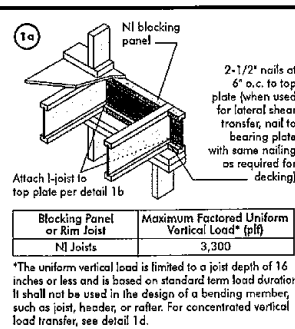 1a
NI blocking
panel
2-1/2" nails at
6" o.c. to top
plate (when used
for lateral shear
transfer, nail to
bearing plate
with same nailing
as required for
decking)
Attach I-joist to
top plate per detail 1b
Blocking Panel
or Rim Joist
Maximum Factored Uniform
Vertical Load* (plf)
NI Joists
3,300
*The uniform vertical load is limited to a joist depth of 16
inches or less and is based on standard term load duration
It shall not be used in the design of a bending member,
such as joist, header, or rafter. For concentrated vertical
load transfer, see detail 1d.